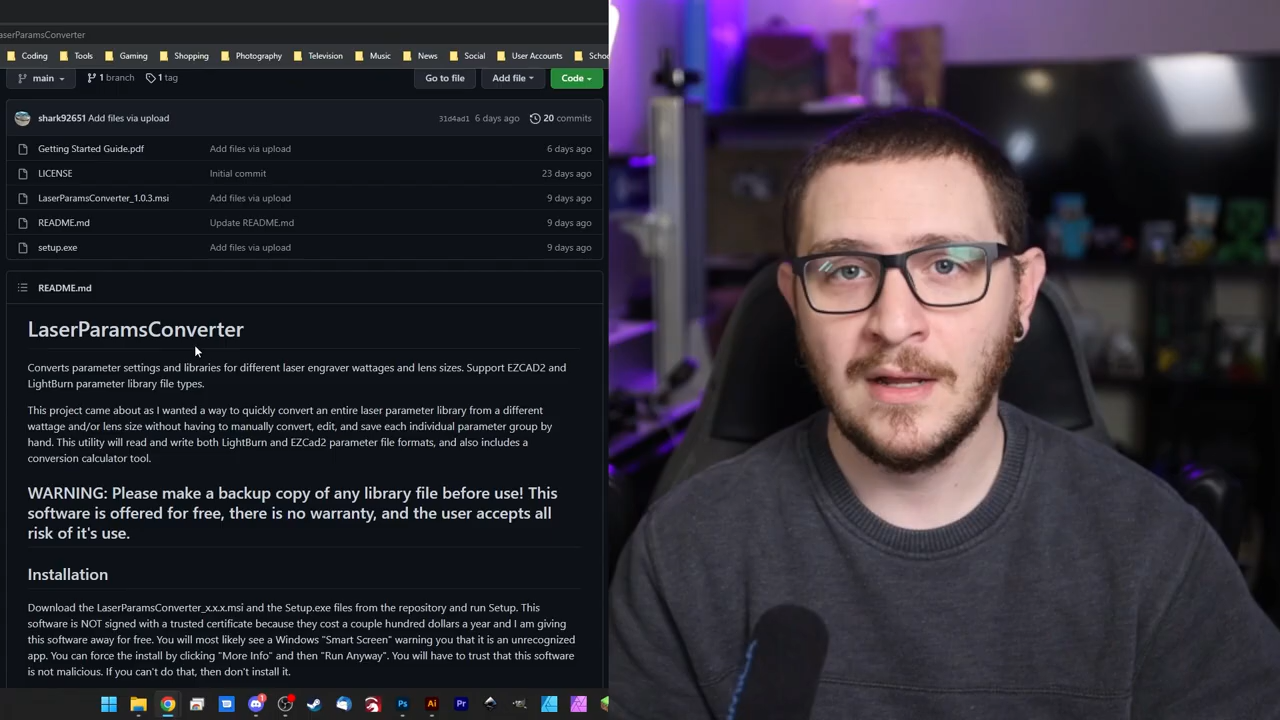 aserParamsConverter
Coding Tools Gaming Shopping Photography Television Music News Social User Accounts Schoo
main 1 branch 1 tag Go to file Add file Code
shark92651 Add files via upload 31d4ad1 6 days ago 20 commits
Getting Started Guide.pdf Add files via upload 6 days ago
LICENSE Initial commit 23 days ago
LaserParamsConverter_1.0.3.msi Add files via upload 9 days ago
README.md Update README.md 9 days ago
setup.exe Add files via upload 9 days ago
README.md
LaserParamsConverter
Converts parameter settings and libraries for different laser engraver wattages and lens sizes. Support EZCAD2 and
LightBurn parameter library file types.
This project came about as I wanted a way to quickly convert an entire laser parameter library from a different
wattage and/or lens size without having to manually convert, edit, and save each individual parameter group by
hand. This utility will read and write both LightBurn and EZCad2 parameter file formats, and also includes a
conversion calculator tool.
WARNING: Please make a backup copy of any library file before use! This
software is offered for free, there is no warranty, and the user accepts all
risk of it's use.
Installation
Download the LaserParamsConverter_x.x.x.msi and the Setup.exe files from the repository and run Setup. This
software is NOT signed with a trusted certificate because they cost a couple hundred dollars a year and I am giving
this software away for free. You will most likely see a Windows "Smart Screen" warning you that it is an unrecognized
app. You can force the install by clicking "More Info" and then "Run Anyway". You will have to trust that this software
is not malicious. If you can't do that, then don't install it.
1
Ps Ai Pr